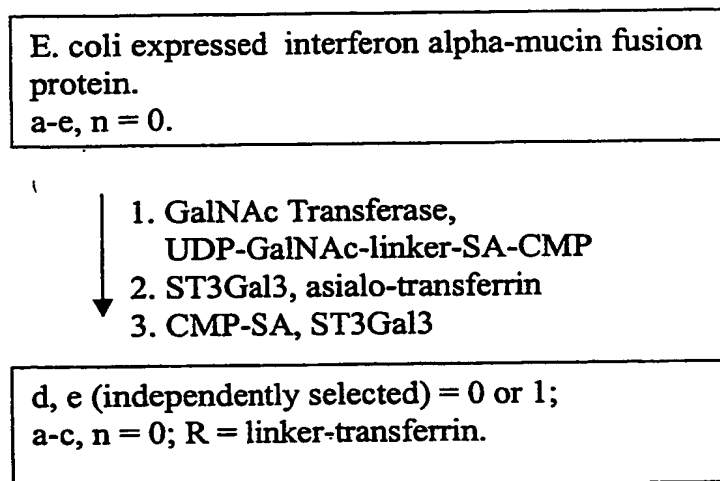 E. coli expressed interferon alpha-mucin fusion
protein.
a-e, n = 0.
1. GalNAc Transferase,
UDP-GalNAc-linker-SA-CMP
2. ST3Gal3, asialo-transferrin
3. CMP-SA, ST3Gal3
d, e (independently selected) = 0 or 1;
a-c, n = 0; R = linker-transferrin.